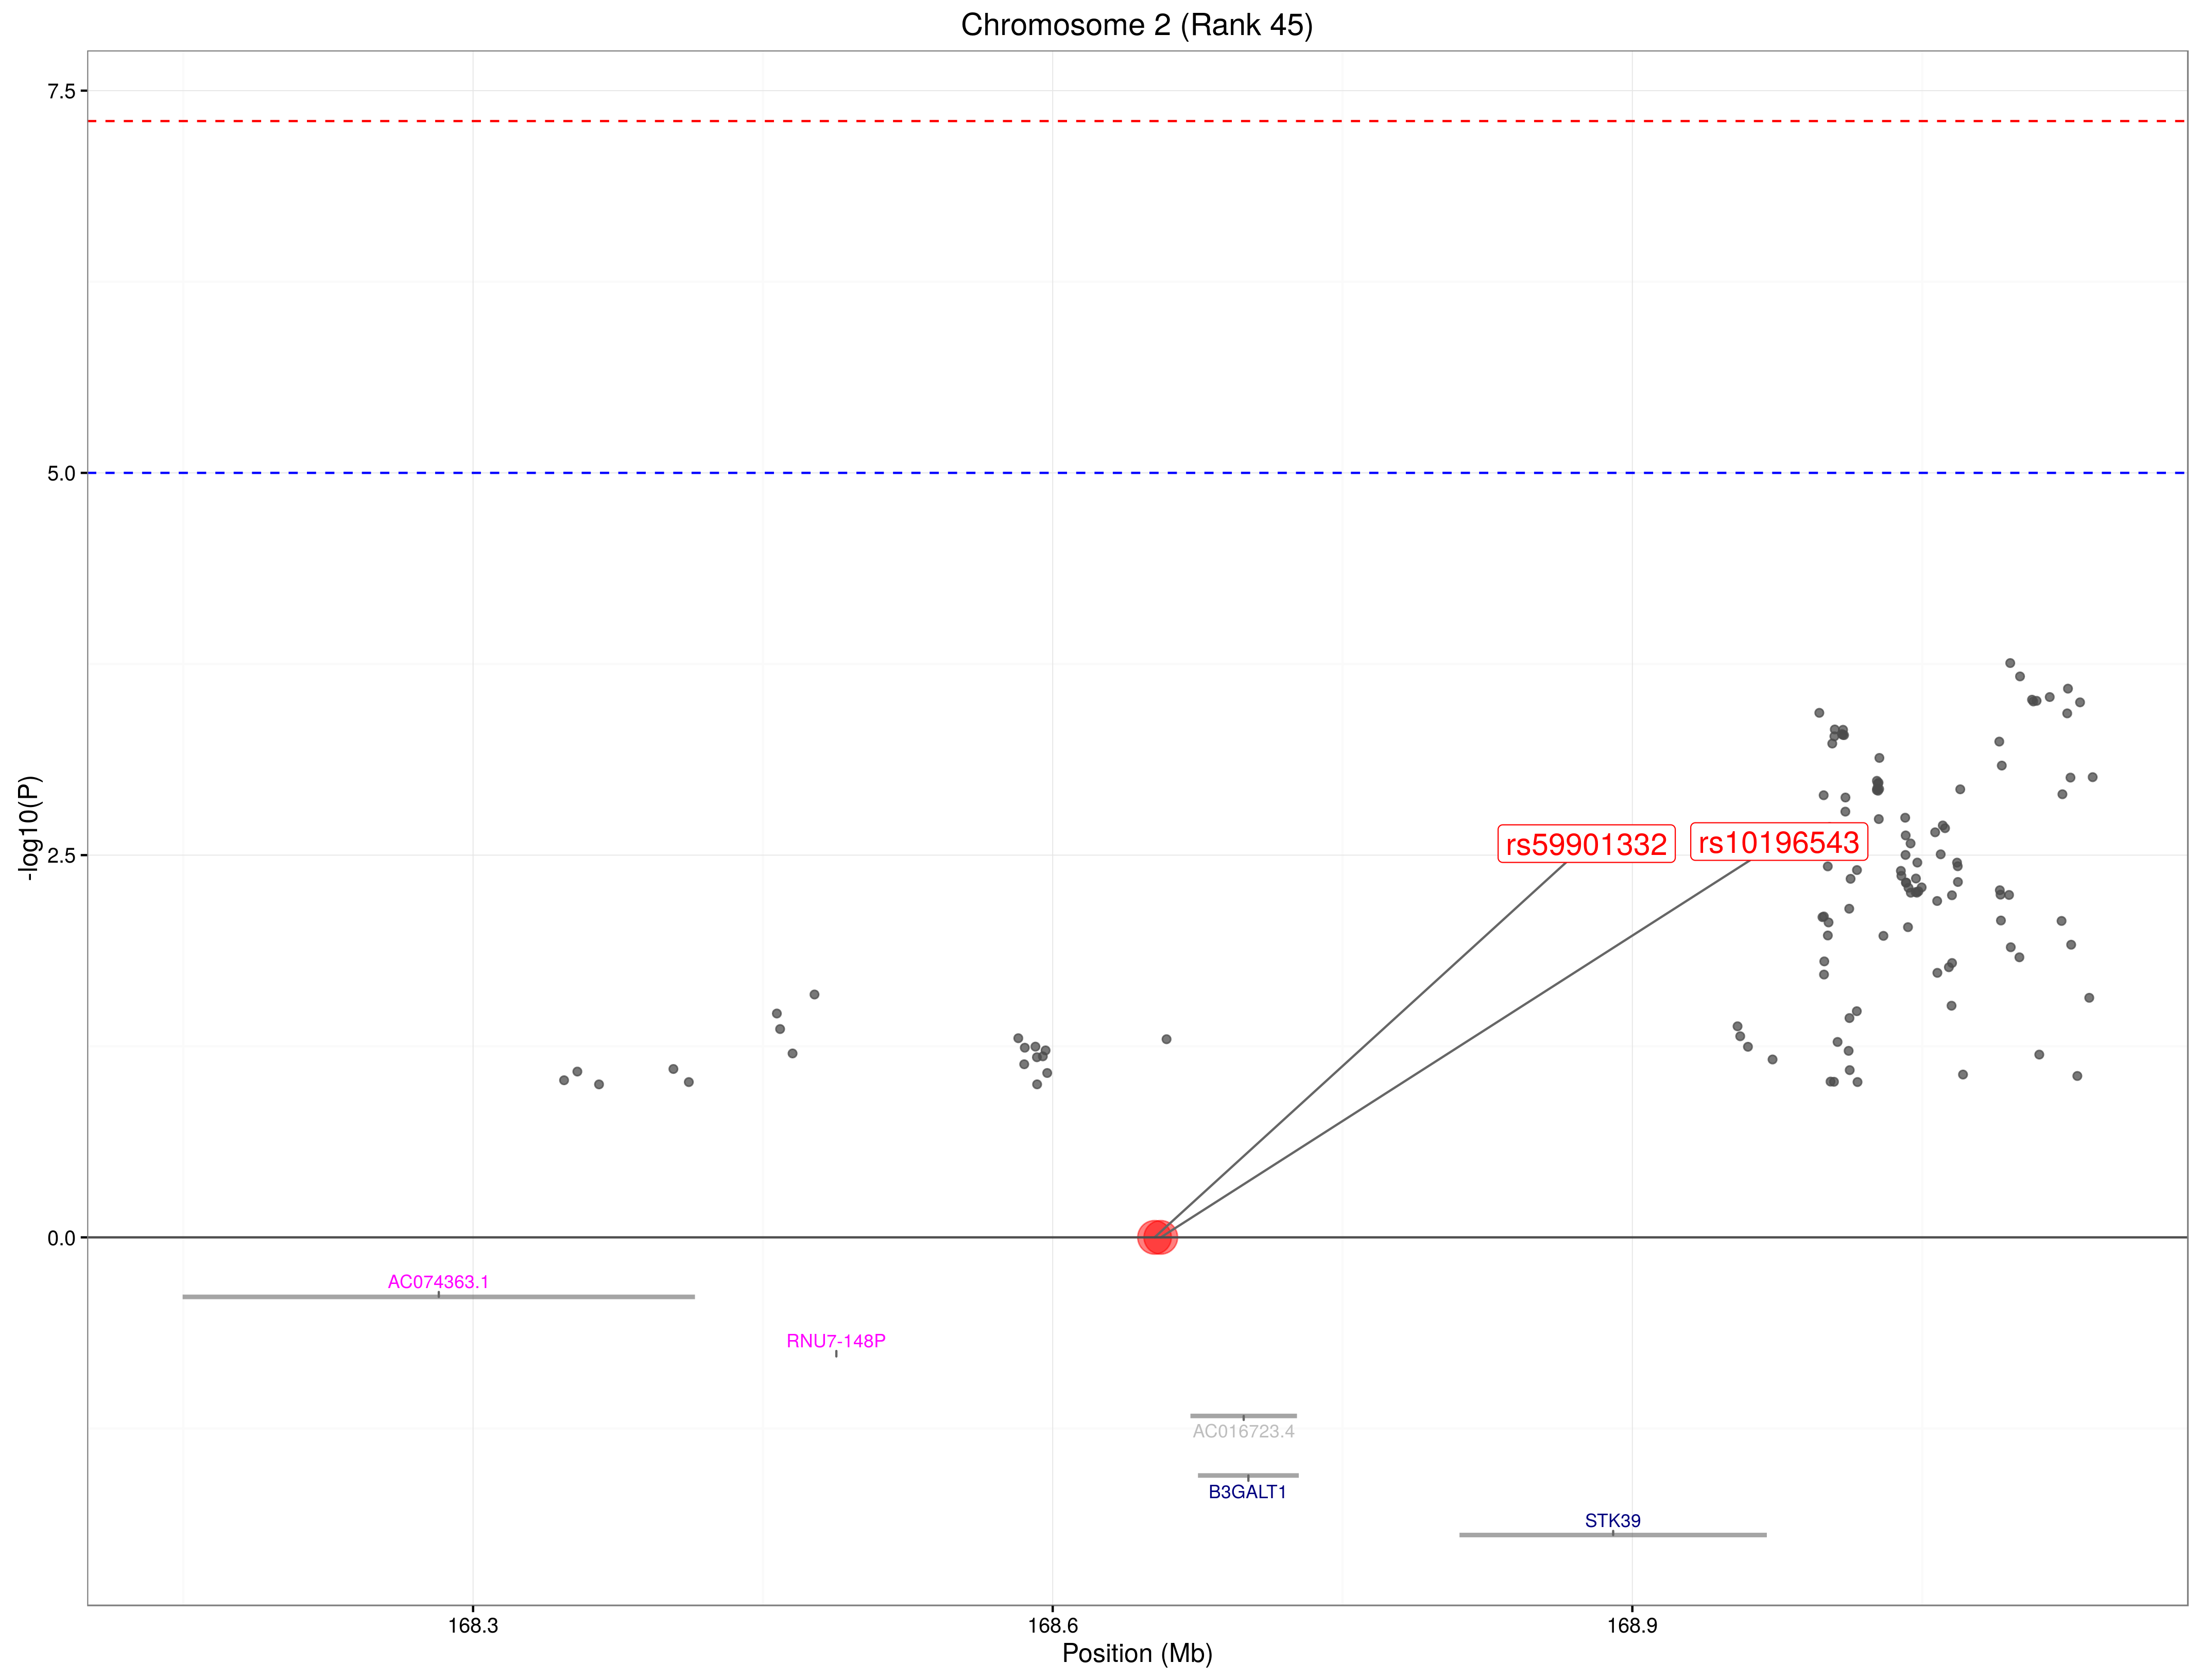 Chromosome 2 (Rank 45)
7.5
5.0
2.5
0.0
-log10(P)
rs59901332
rs10196543
AC074363.1
RNU7-148P
AC016723.4
B3GALT1
STK39
168.3
168.6
168.9
Position (Mb)